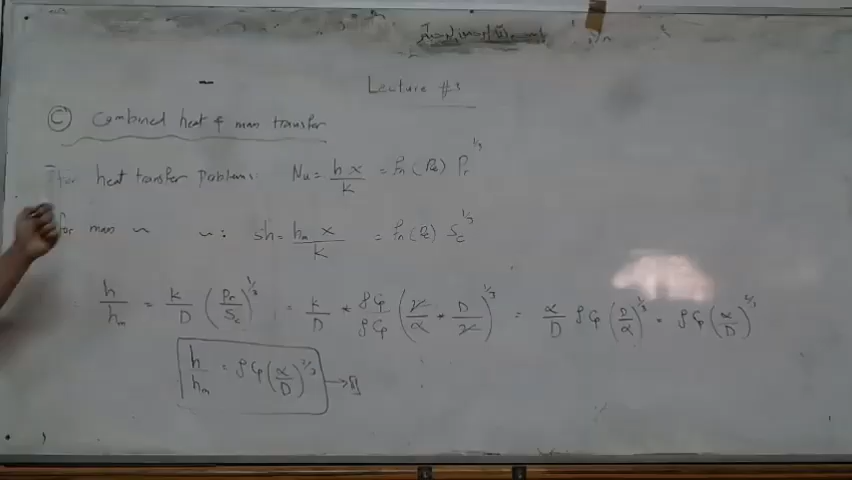 Lecture #3
Ⓒ Combined heat & mass transfer
For heat transfer problems: Nu = h x / k = fn (Re) Pr^1/3
for mass ~ ~: Sh = hm x / k = fn (Re) Sc^1/3
h / hm = k / D (Pr / Sc)^1/3 = k / D * ρCp / ρCp (ν / α * D / ν)^1/3 = α / D ρCp (D / α)^1/3 = ρCp (α / D)^2/3
h / hm = ρCp (α / D)^2/3 →